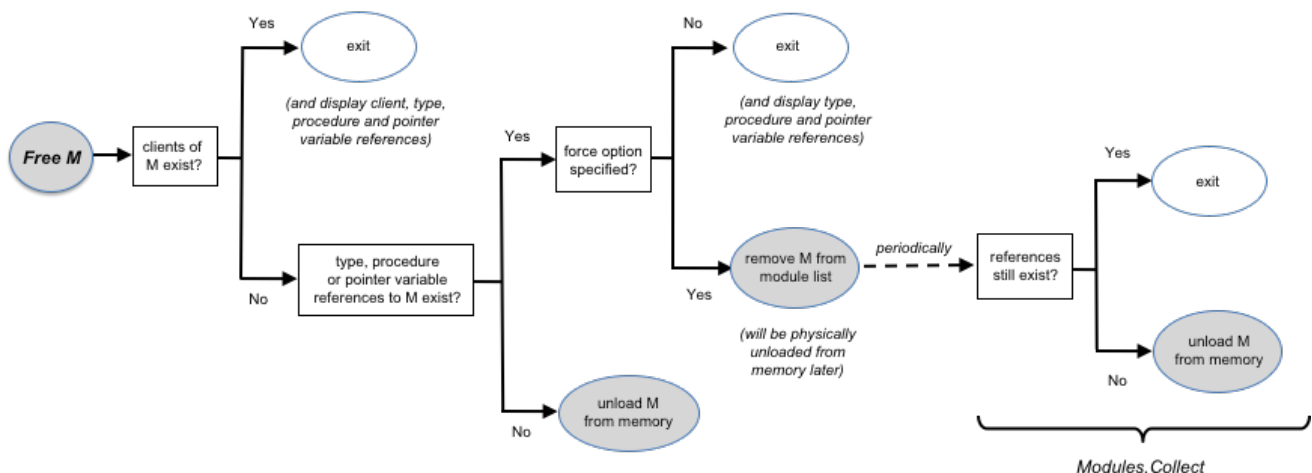 Free M
clients of
M exist?
Yes
exit
(and display client, type,
procedure and pointer
variable references)
No
type, procedure
or pointer variable
references to M exist?
Yes
force option
specified?
No
exit
(and display type,
procedure and pointer
variable references)
Yes
remove M from
module list
(will be physically
unloaded from
memory later)
No
unload M
from memory
periodically
references
still exist?
Yes
exit
No
unload M
from memory
Modules.Collect